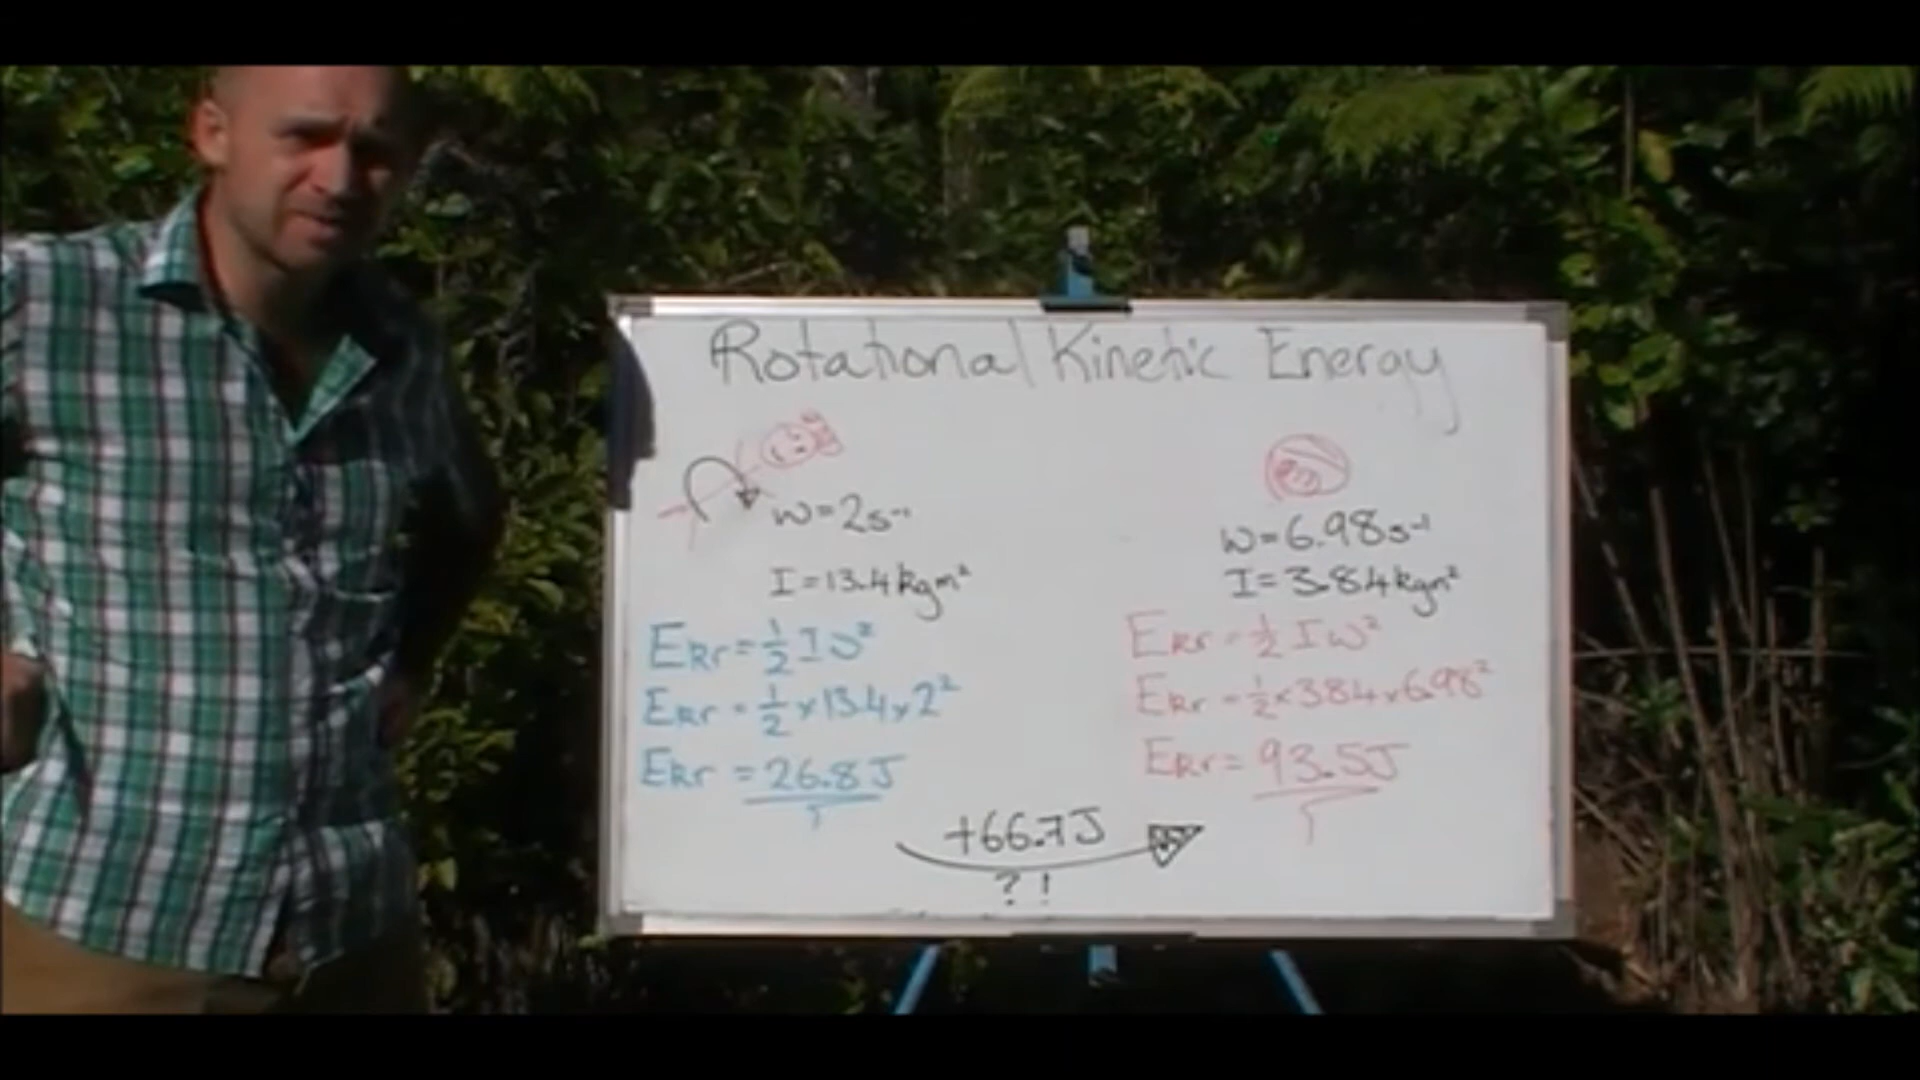 Rotational Kinetic Energy
w=2s⁻¹
I=13.4kgm²
EKr=½Iω²
EKr=½×13.4×2²
EKr=26.8J
w=6.98s⁻¹
I=3.84kgm²
EKr=½Iω²
EKr=½×3.84×6.98²
EKr=93.5J
+66.7J
?!